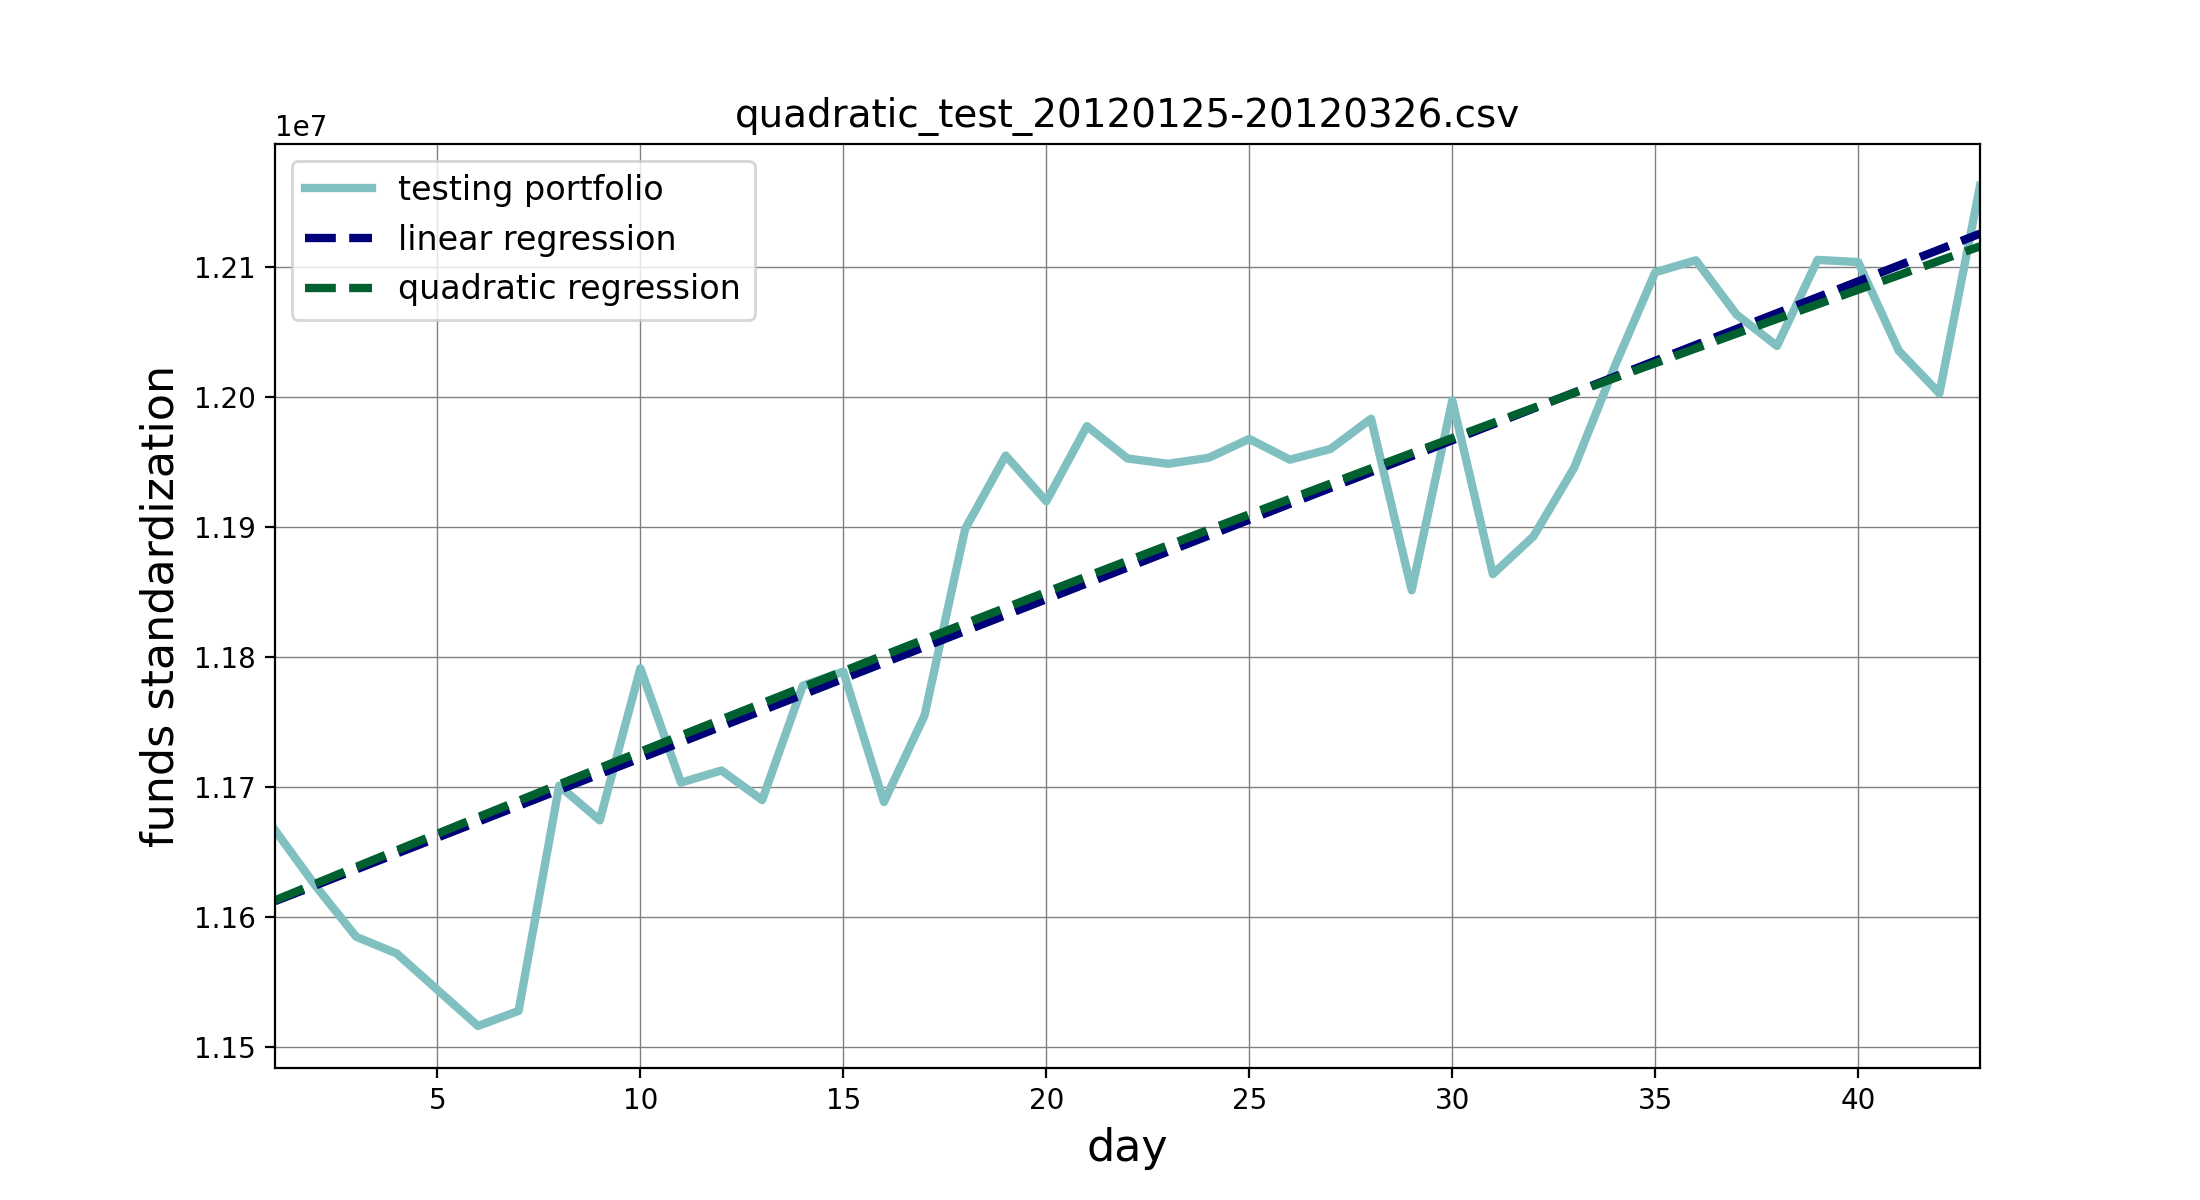 quadratic_test_20120125-20120326.csv
1e7
testing portfolio
linear regression
quadratic regression
funds standardization
1.21
1.20
1.19
1.18
1.17
1.16
1.15
5 10 15 20 25 30 35 40
day